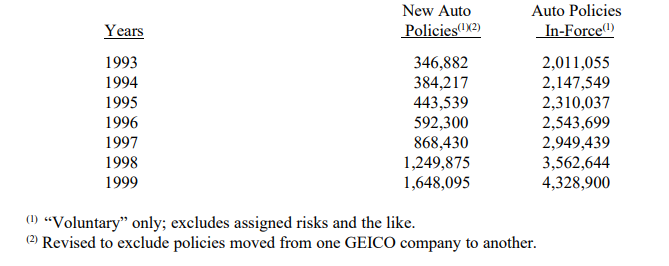 New Auto Auto Policies
Years Policies(1)(2) In-Force(1)
1993 346,882 2,011,055
1994 384,217 2,147,549
1995 443,539 2,310,037
1996 592,300 2,543,699
1997 868,430 2,949,439
1998 1,249,875 3,562,644
1999 1,648,095 4,328,900
(1) “Voluntary” only; excludes assigned risks and the like.
(2) Revised to exclude policies moved from one GEICO company to another.